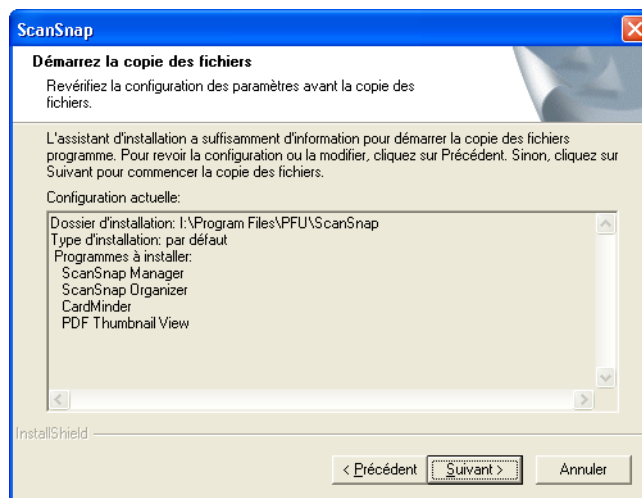 ScanSnap
Démarrez la copie des fichiers
Revérifiez la configuration des paramètres avant la copie des
fichiers.
L'assistant d'installation a suffisamment d'information pour démarrer la copie des fichiers
programme. Pour revoir la configuration ou la modifier, cliquez sur Précédent. Sinon, cliquez sur
Suivant pour commencer la copie des fichiers.
Configuration actuelle:
Dossier d'installation: I:\Program Files\PFU\ScanSnap
Type d'installation: par défaut
Programmes à installer:
ScanSnap Manager
ScanSnap Organizer
CardMinder
PDF Thumbnail View
InstallShield
< Précédent Suivant > Annuler